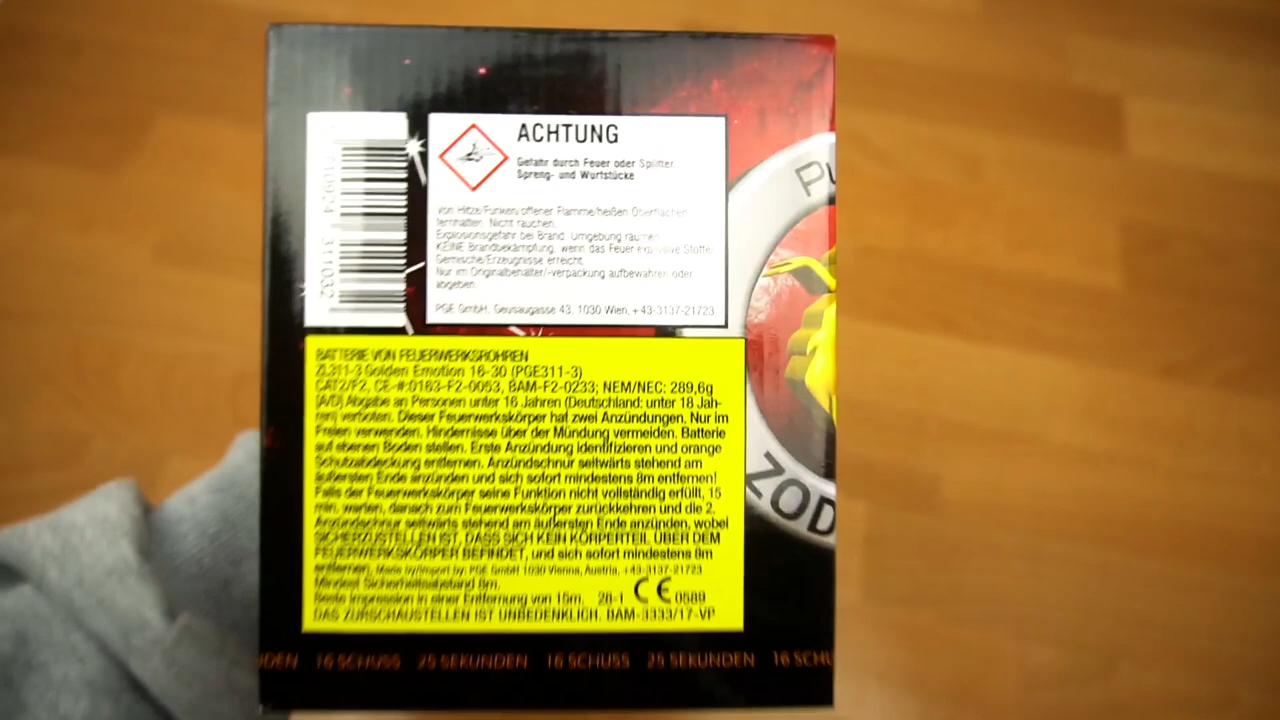 ACHTUNG
Gefahr durch Feuer oder Splitter,
Spreng- und Wurfstücke
Von Hitze/Funken/offener Flamme/heißen Oberflächen
fernhalten. Nicht rauchen.
Explosionsgefahr bei Brand. Umgebung räumen.
KEINE Brandbekämpfung, wenn das Feuer explosive Stoffe/
Gemische/Erzeugnisse erreicht.
Nur im Originalbehälter/-verpackung aufbewahren oder
abgeben.
PGE GmbH, Geusaugasse 43, 1030 Wien, +43-3137-21723
311032
BATTERIE VON FEUERWERKSROHREN
ZL311-3 Golden Emotion 16-30 (PGE311-3)
CAT2/F2, CE-#:0163-F2-0053, BAM-F2-0233; NEM/NEC: 289,6g
[A/D] Abgabe an Personen unter 16 Jahren (Deutschland: unter 18 Jah-
ren) verboten. Dieser Feuerwerkskörper hat zwei Anzündungen. Nur im
Freien verwenden. Hindernisse über der Mündung vermeiden. Batterie
auf ebenen Boden stellen. Erste Anzündung identifizieren und orange
Schutzabdeckung entfernen. Anzündschnur seitwärts stehend am
äußersten Ende anzünden und sich sofort mindestens 8m entfernen!
Falls der Feuerwerkskörper seine Funktion nicht vollständig erfüllt, 15
min. warten, danach zum Feuerwerkskörper zurückkehren und die 2.
Anzündschnur seitwärts stehend am äußersten Ende anzünden, wobei
SICHERZUSTELLEN IST, DASS SICH KEIN KÖRPERTEIL ÜBER DEM
FEUERWERKSKÖRPER BEFINDET, und sich sofort mindestens 8m
entfernen. Made by/Import by: PGE GmbH 1030 Vienna, Austria, +43-3137-21723
Mindest Sicherheitsabstand 8m.
Beste Impression in einer Entfernung von 15m. 28-1 CE 0589
DAS ZURSCHAUSTELLEN IST UNBEDENKLICH. BAM-3333/17-VP
16 SCHUSS 25 SEKUNDEN 16 SCHUSS 25 SEKUNDEN 16